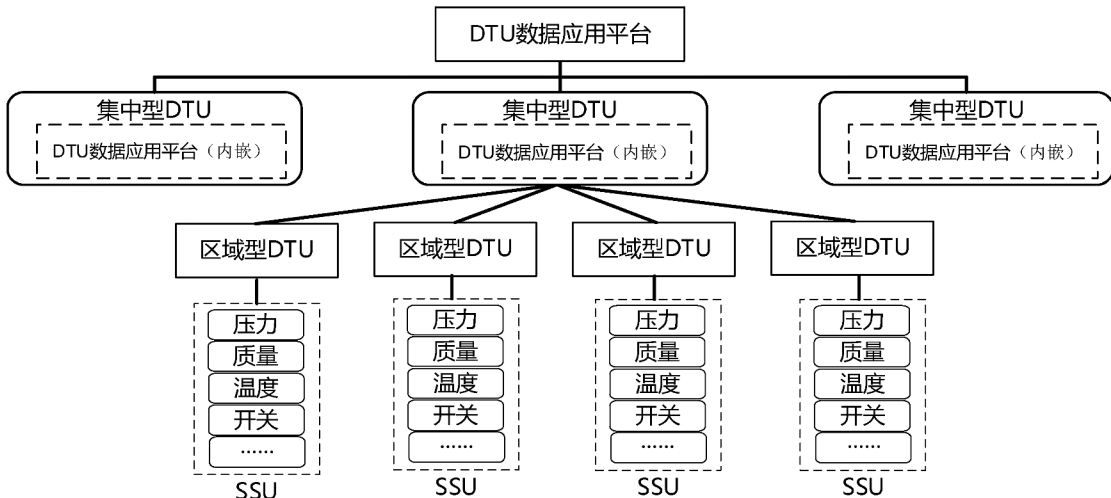 DTU数据应用平台
集中型DTU
DTU数据应用平台（内嵌）
集中型DTU
DTU数据应用平台（内嵌）
集中型DTU
DTU数据应用平台（内嵌）
区域型DTU
区域型DTU
区域型DTU
区域型DTU
压力
质量
温度
开关
......
SSU
压力
质量
温度
开关
......
SSU
压力
质量
温度
开关
......
SSU
压力
质量
温度
开关
......
SSU